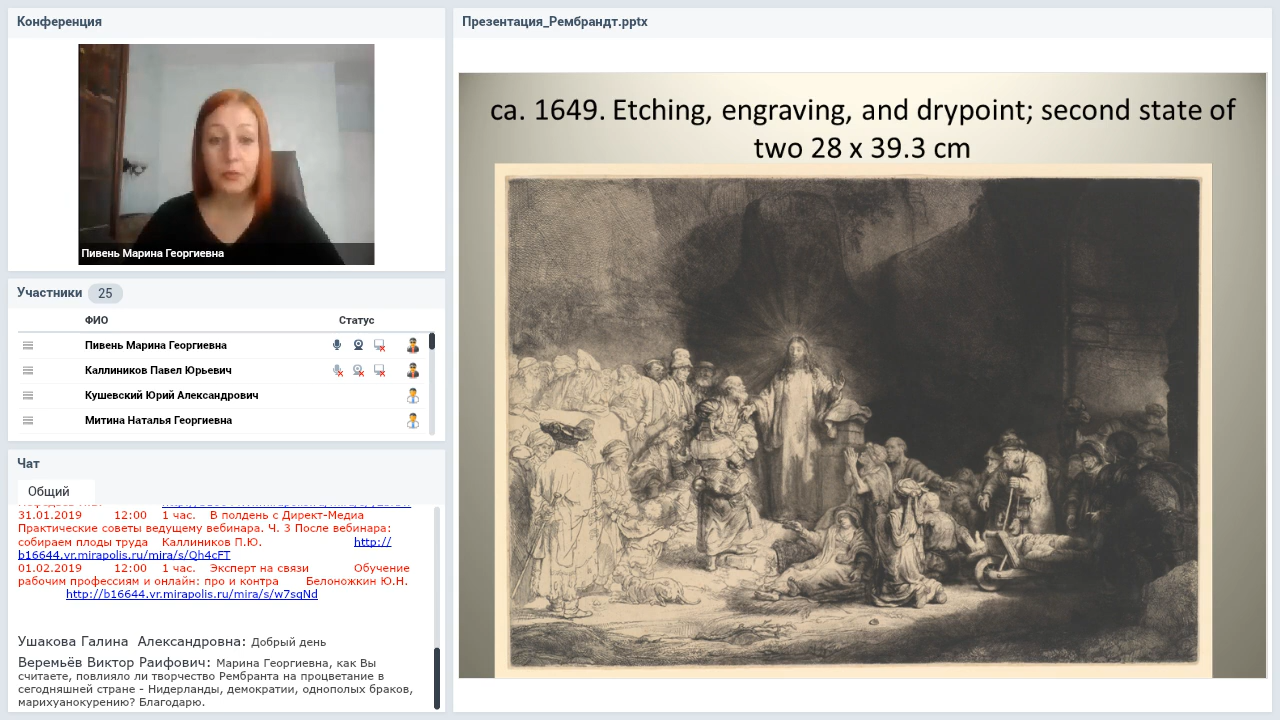 Конференция
Пивень Марина Георгиевна
Участники 25
ФИО Статус
Пивень Марина Георгиевна
Каллиников Павел Юрьевич
Кушевский Юрий Александрович
Митина Наталья Георгиевна
Чат
Общий
31.01.2019 12:00 1 час. В полдень с Директ-Медиа
Практические советы ведущему вебинара. Ч. 3 После вебинара:
собираем плоды труда Каллиников П.Ю. http://
b16644.vr.mirapolis.ru/mira/s/Qh4cFT
01.02.2019 12:00 1 час. Эксперт на связи Обучение
рабочим профессиям и онлайн: про и контра Белоножкин Ю.Н.
http://b16644.vr.mirapolis.ru/mira/s/w7sqNd
Ушакова Галина Александровна: Добрый день
Веремьёв Виктор Раифович: Марина Георгиевна, как Вы
считаете, повлияло ли творчество Рембранта на процветание в
сегодняшней стране - Нидерланды, демократии, однополых браков,
марихуанокурению? Благодарю.
Презентация_Рембрандт.pptx
ca. 1649. Etching, engraving, and drypoint; second state of
two 28 x 39.3 cm